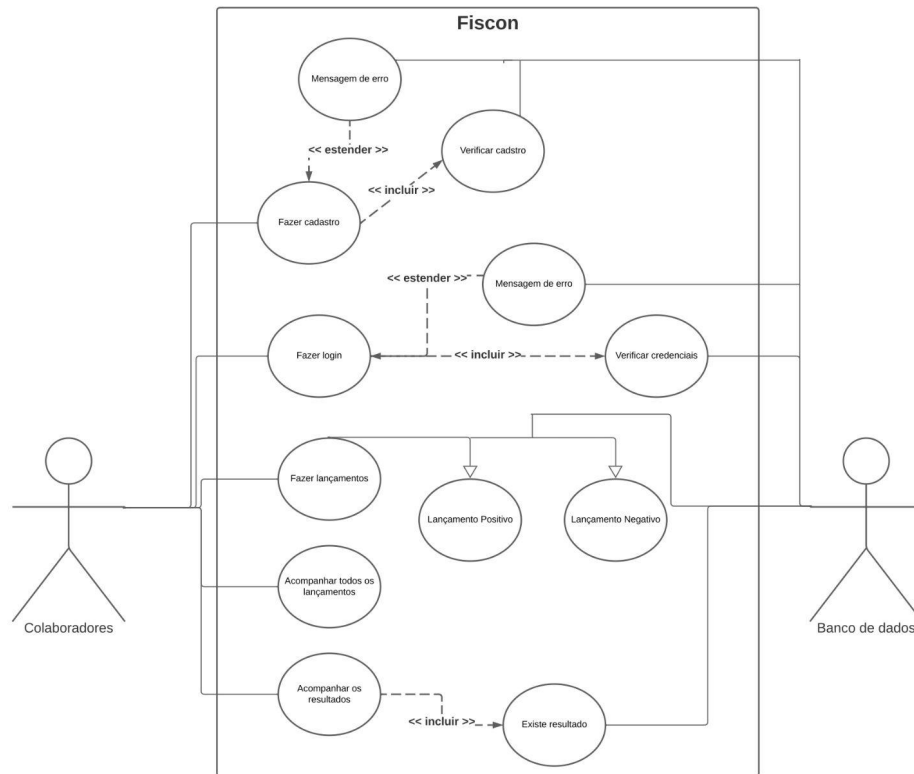 Fiscon
Mensagem de erro
<< estender >>
Verificar cadstro
<< incluir >>
Fazer cadastro
<< estender >>
Mensagem de erro
Fazer login
<< incluir >>
Verificar credenciais
Fazer lançamentos
Lançamento Positivo
Lançamento Negativo
Acompanhar todos os
lançamentos
Colaboradores
Banco de dados
Acompanhar os
resultados
<< incluir >>
Existe resultado